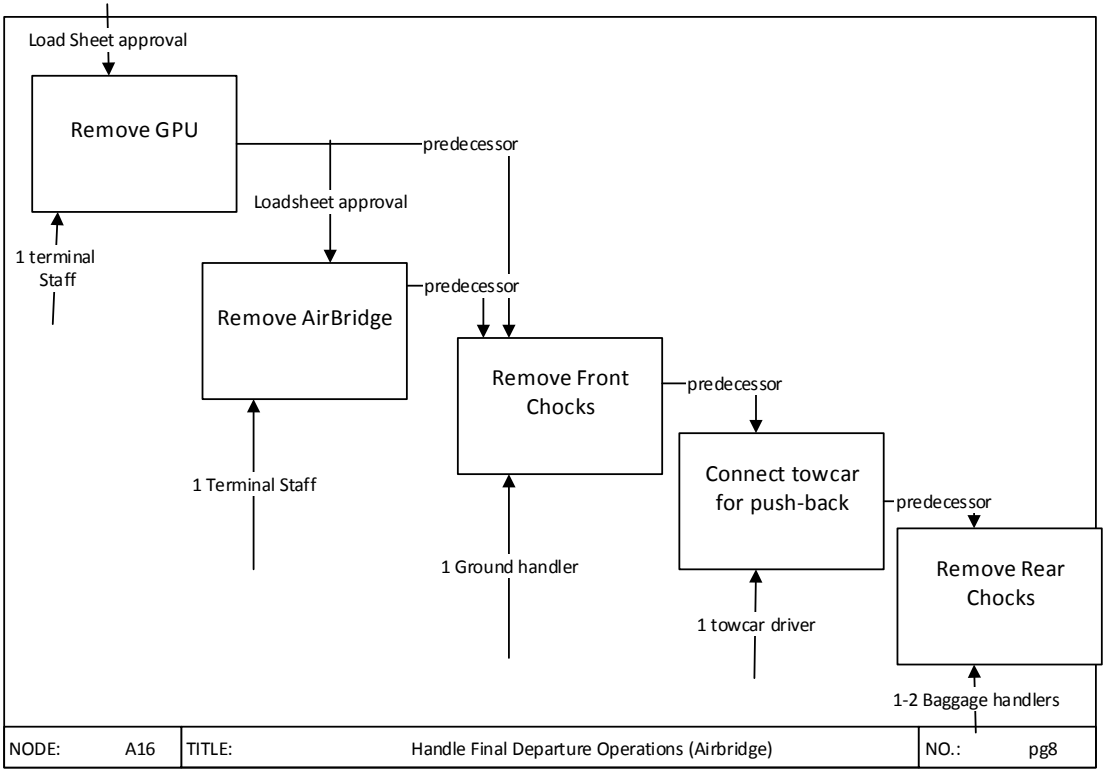 Load Sheet approval
Remove GPU
predecessor
Loadsheet approval
1 terminal
Staff
Remove AirBridge
predecessor
Remove Front
Chocks
predecessor
1 Terminal Staff
Connect towcar
for push-back
predecessor
1 Ground handler
Remove Rear
Chocks
1 towcar driver
1-2 Baggage handlers
NODE: A16 TITLE: Handle Final Departure Operations (Airbridge) NO.: pg8